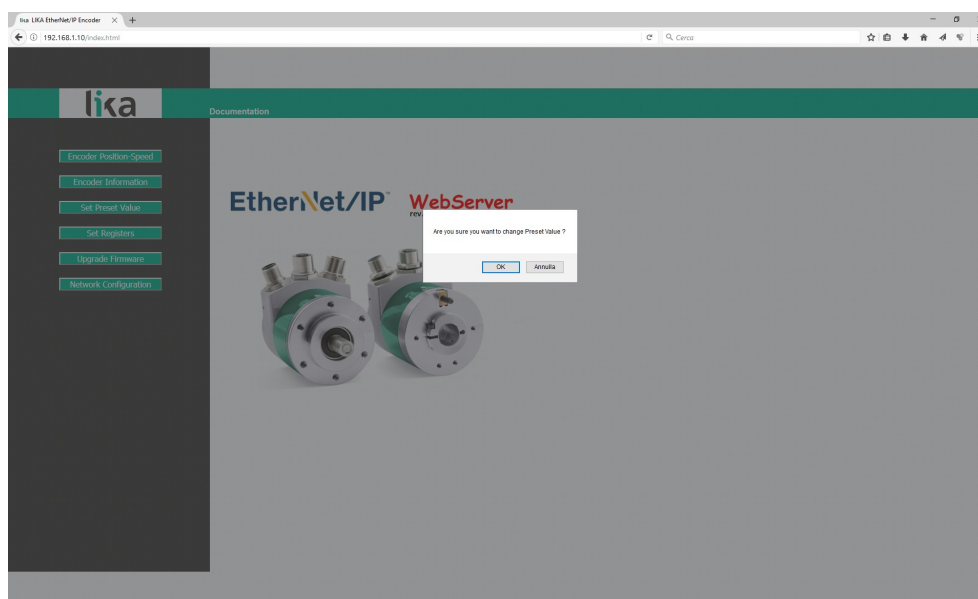 lika LIKA EtherNet/IP Encoder
192.168.1.10/index.html
Cerca
lika
Documentation
Encoder Position-Speed
Encoder Information
Set Preset Value
Set Registers
Upgrade Firmware
Network Configuration
EtherNet/IP
WebServer
rev.
Are you sure you want to change Preset Value ?
OK Annulla